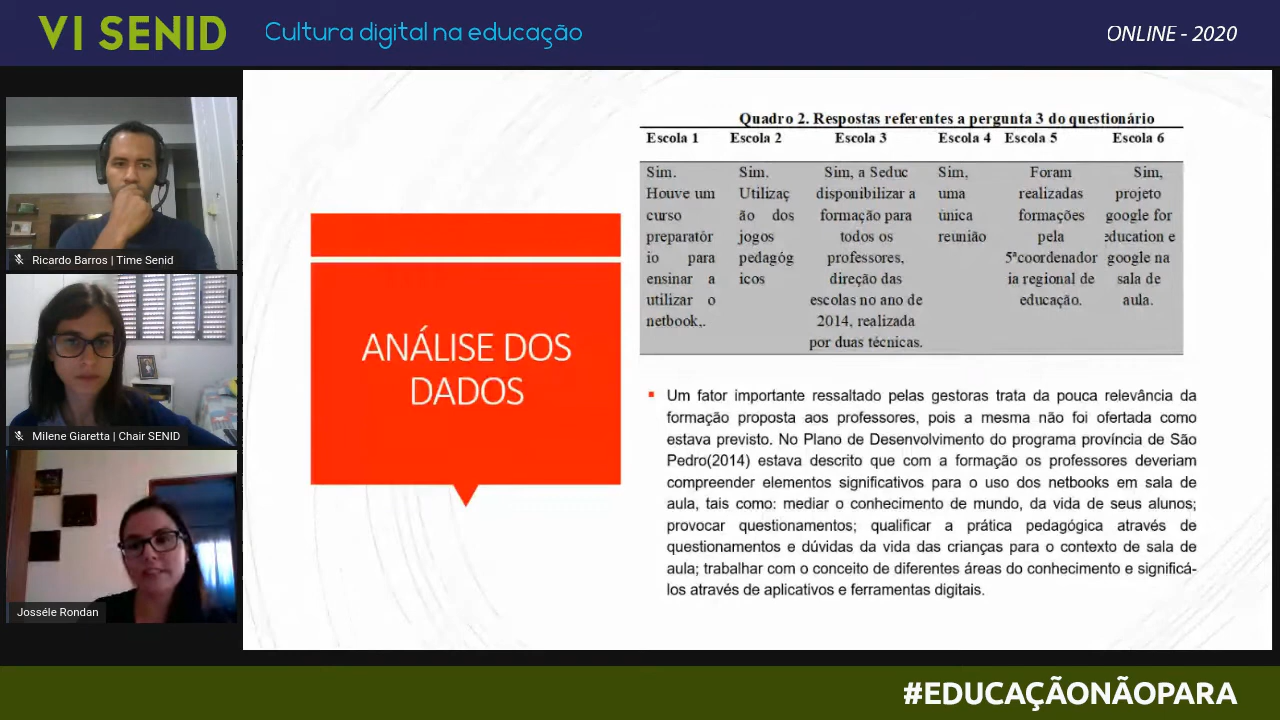 VI SENID
Cultura digital na educação
ONLINE - 2020
Ricardo Barros | Time Senid
Milene Giaretta | Chair SENID
Josséle Rondan
ANÁLISE DOS
DADOS
Quadro 2. Respostas referentes a pergunta 3 do questionário
Escola 1 Escola 2 Escola 3 Escola 4 Escola 5 Escola 6
Sim. Sim. Sim, a Seduc Sim, Foram Sim,
Houve um Utilizaç disponibilizar a uma realizadas projeto
curso ão dos formação para única formações google for
preparatór jogos todos os reunião pela education e
io para pedagóg professores, 5ªcoordenador google na
ensinar a icos direção das ia regional de sala de
utilizar o escolas no ano de educação. aula.
netbook,. 2014, realizada
por duas técnicas.
Um fator importante ressaltado pelas gestoras trata da pouca relevância da
formação proposta aos professores, pois a mesma não foi ofertada como
estava previsto. No Plano de Desenvolvimento do programa província de São
Pedro(2014) estava descrito que com a formação os professores deveriam
compreender elementos significativos para o uso dos netbooks em sala de
aula, tais como: mediar o conhecimento de mundo, da vida de seus alunos;
provocar questionamentos; qualificar a prática pedagógica através de
questionamentos e dúvidas da vida das crianças para o contexto de sala de
aula; trabalhar com o conceito de diferentes áreas do conhecimento e significá-
los através de aplicativos e ferramentas digitais.
#EDUCAÇÃONÃOPARA